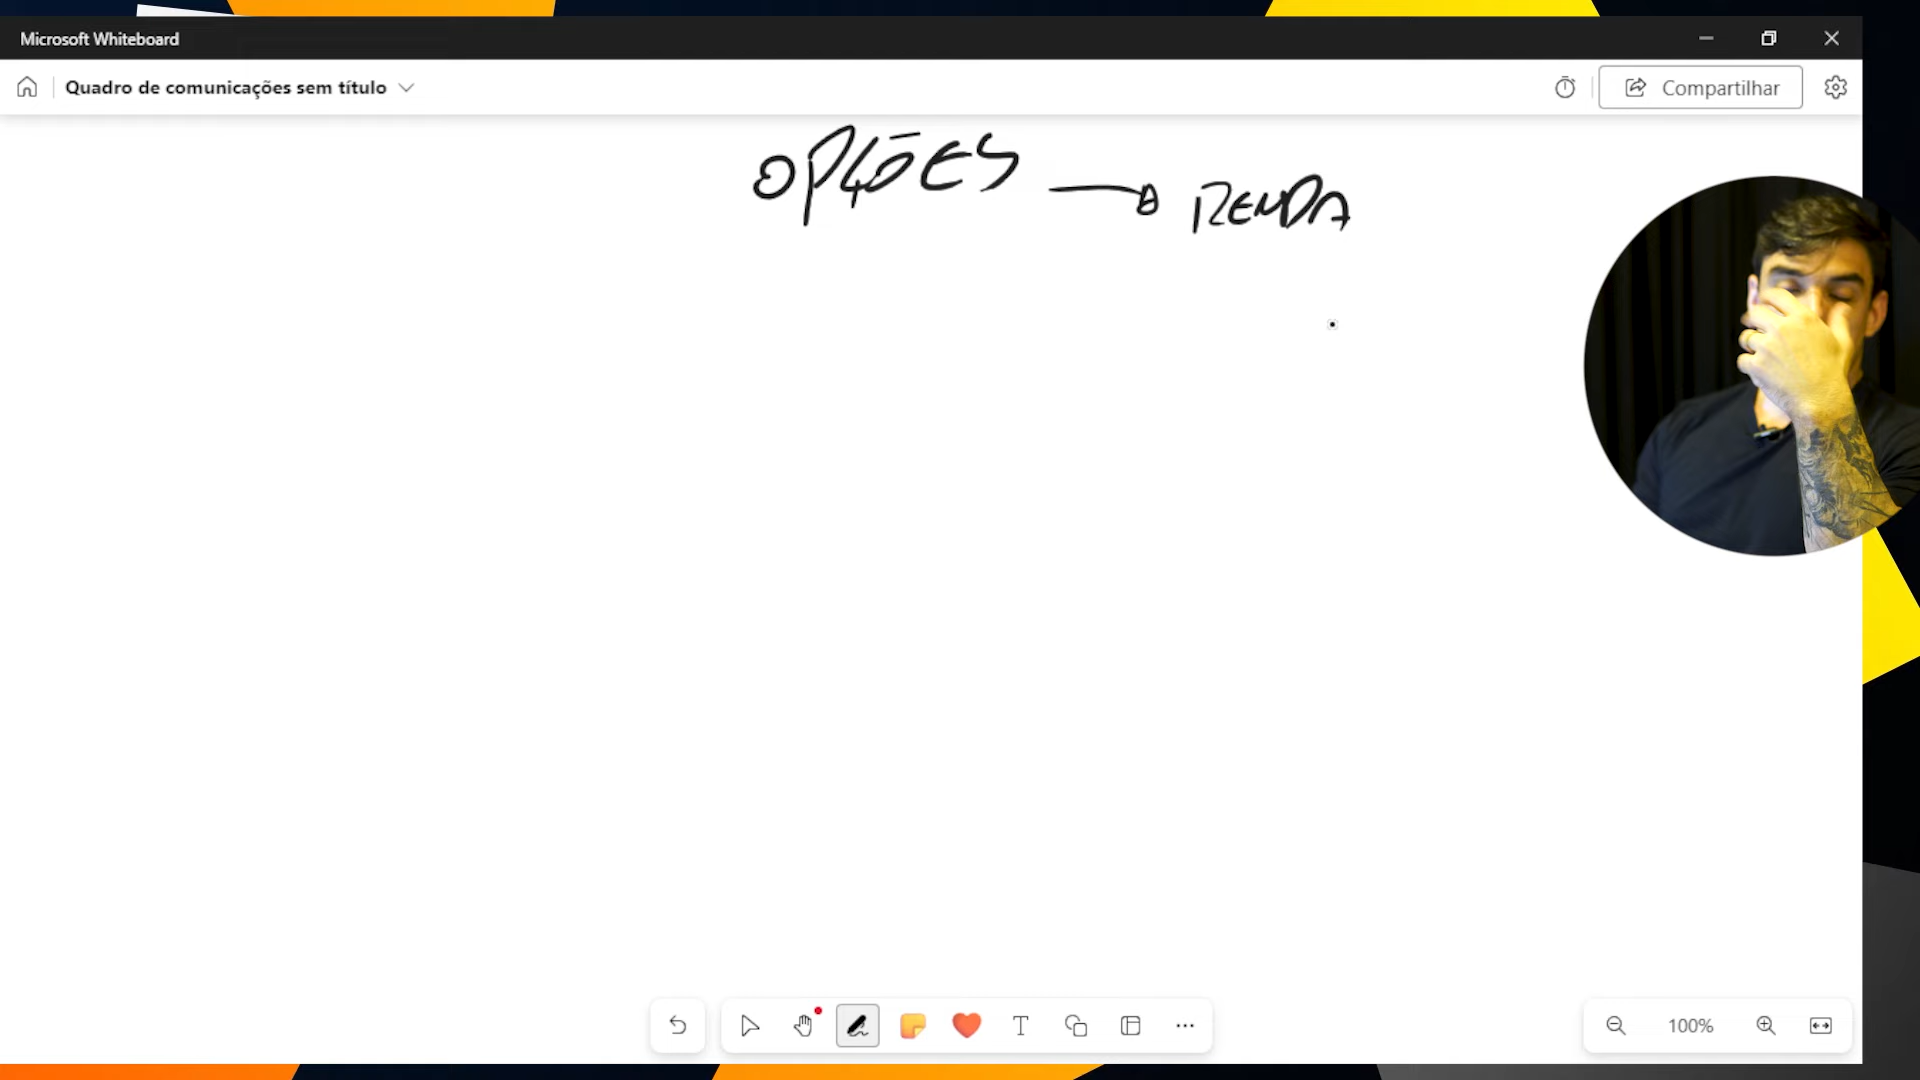 Microsoft Whiteboard
Quadro de comunicações sem título
Compartilhar
OPÇÕES → RENDA
100%